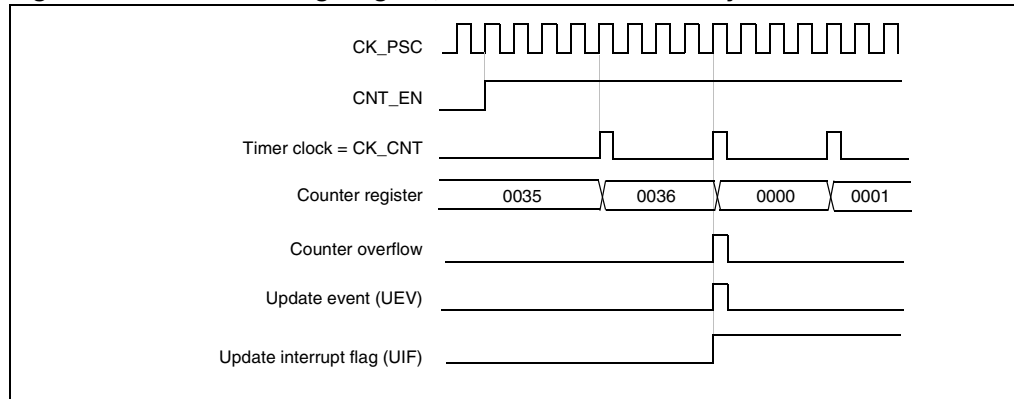 CK_PSC
CNT_EN
Timer clock = CK_CNT
Counter register 0035 0036 0000 0001
Counter overflow
Update event (UEV)
Update interrupt flag (UIF)